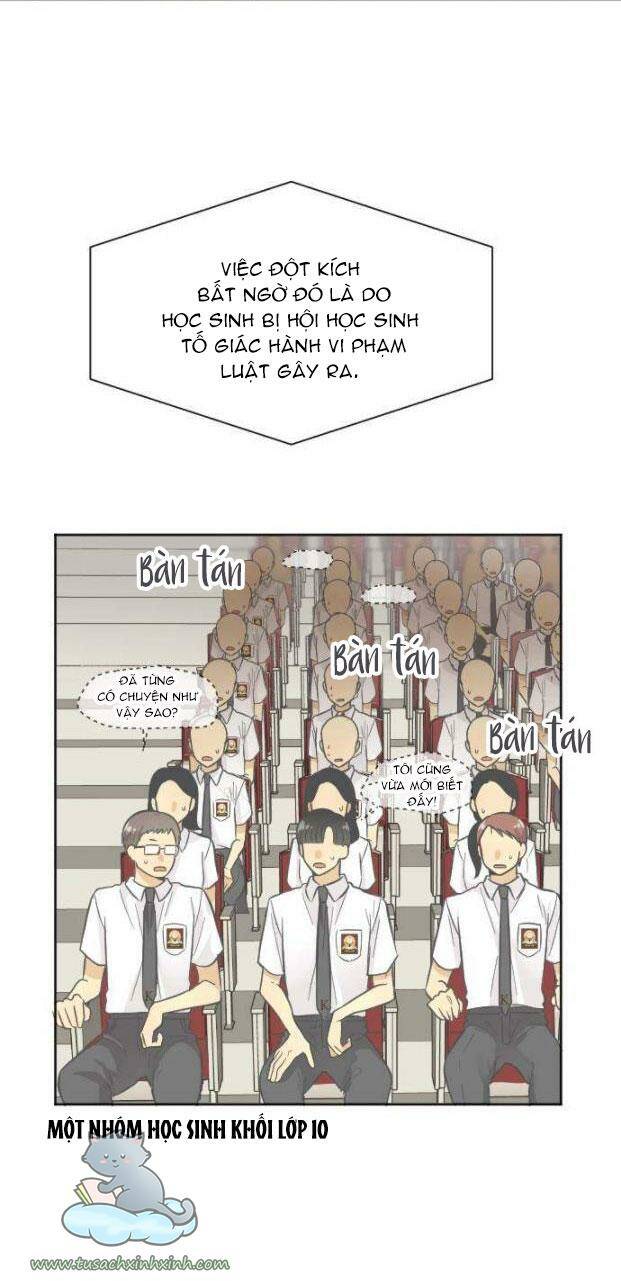 VIỆC ĐỘT KÍCH
BẤT NGỜ ĐÓ LÀ DO
HỌC SINH BỊ HỘI HỌC SINH
TỐ GIÁC HÀNH VI PHẠM
LUẬT GÂY RA.
Bàn tán
Bàn tán
ĐÃ TỪNG
CÓ CHUYỆN NHƯ
VẬY SAO?
Bàn tán
TÔI CŨNG
VỪA MỚI BIẾT
ĐẤY!
K
K
K
MỘT NHÓM HỌC SINH KHỐI LỚP 10
www.tusachxinhxinh.com